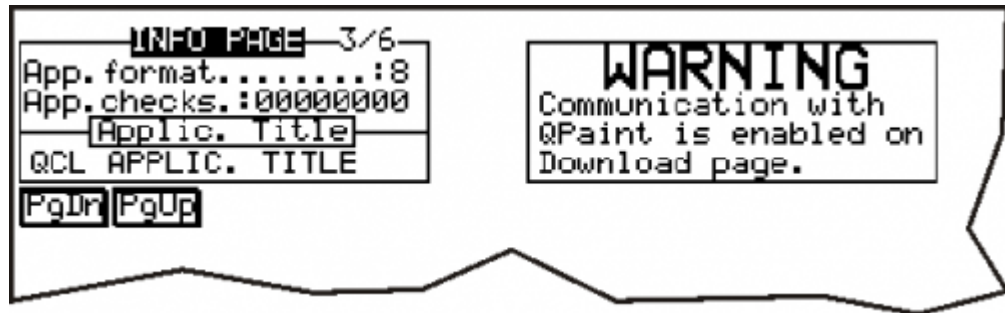 INFO PAGE 3/6
App.format........:8
App.checks.:00000000
Applic. Title
QCL APPLIC. TITLE
PgDn PgUp
WARNING
Communication with
QPaint is enabled on
Download page.